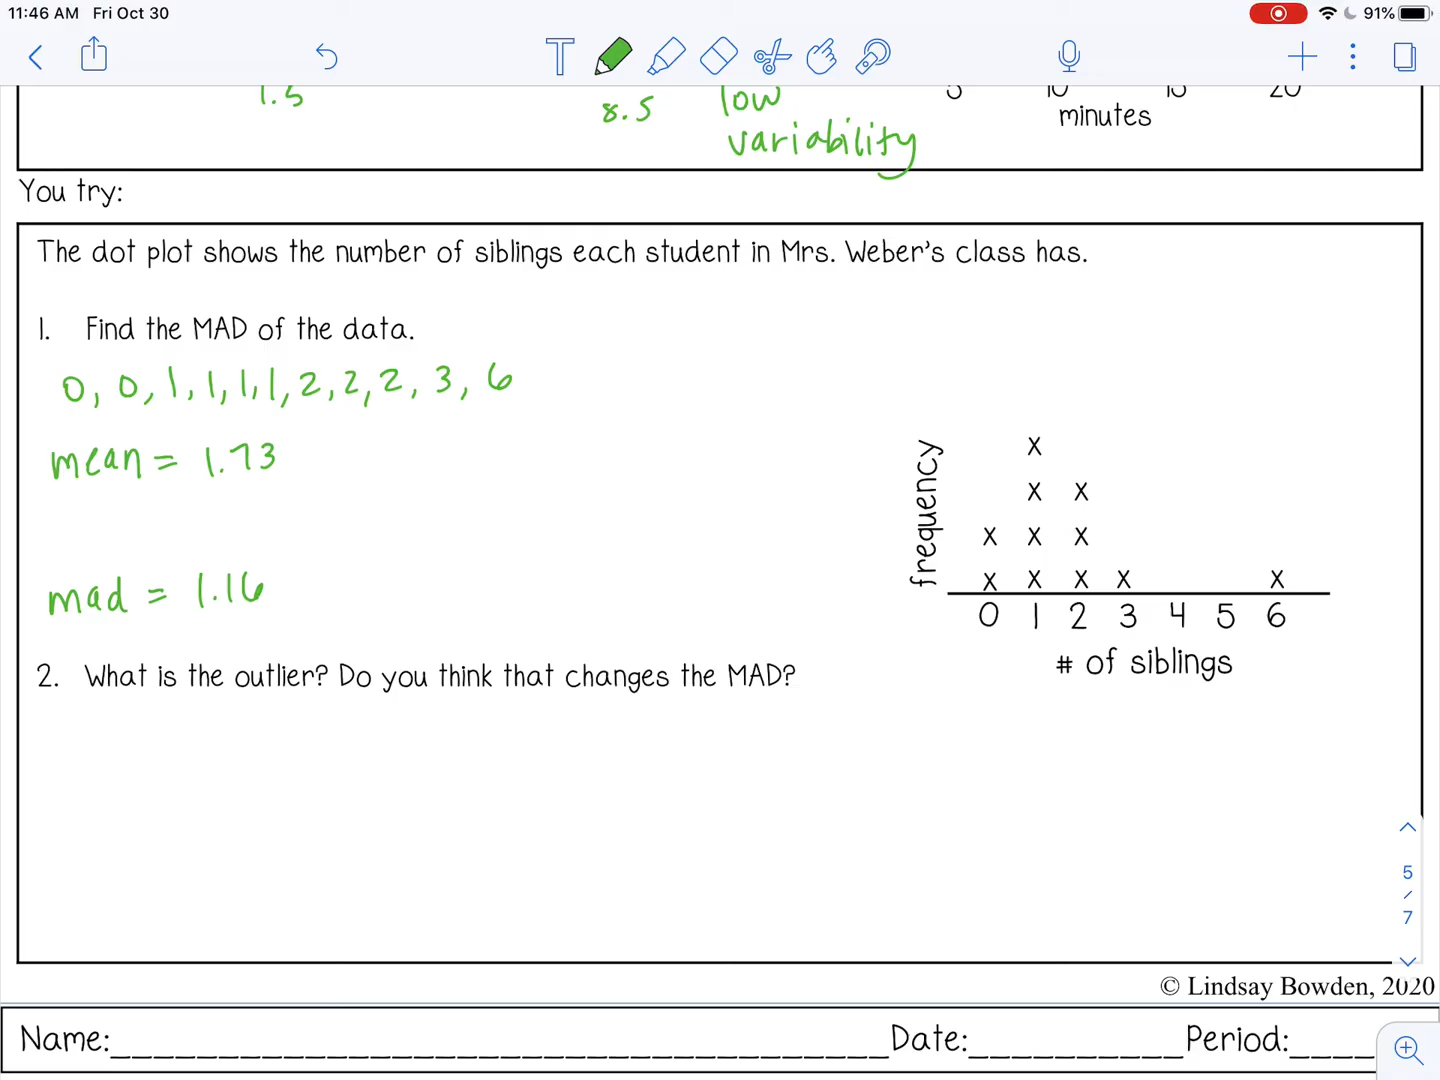 11:46 AM Fri Oct 30
91%
T
1.5
8.5
low
variability
10
20
minutes
You try:
The dot plot shows the number of siblings each student in Mrs. Weber's class has.
1. Find the MAD of the data.
0, 0, 1, 1, 1, 1, 2, 2, 2, 3, 6
mean = 1.73
mad = 1.16
frequency
x
x x
x x x
x x x x x
0 1 2 3 4 5 6
# of siblings
2. What is the outlier? Do you think that changes the MAD?
5
/
7
© Lindsay Bowden, 2020
Name:_____________________________________Date:__________Period:____